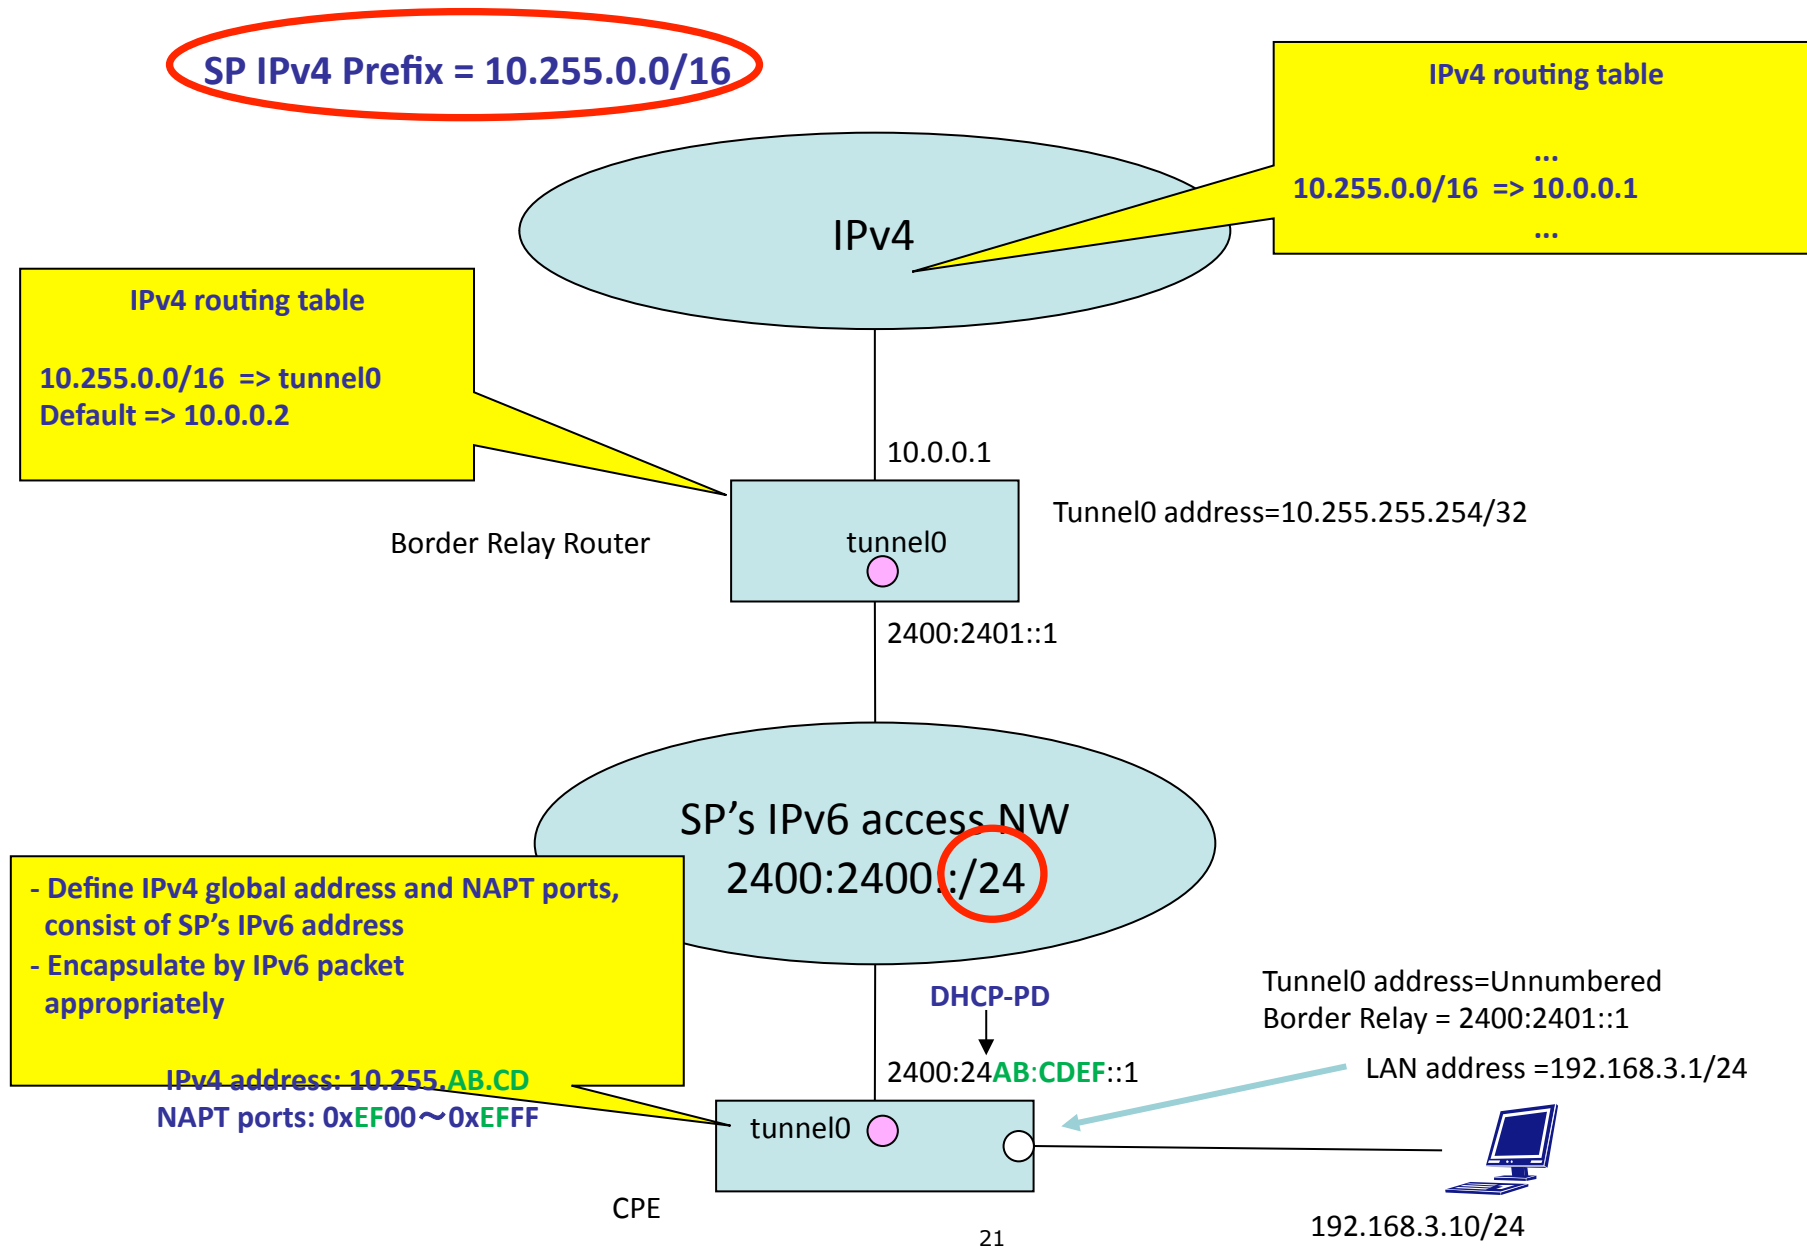 SP IPv4 Prefix = 10.255.0.0/16
IPv4 routing table
...
10.255.0.0/16 => 10.0.0.1
...
IPv4
IPv4 routing table
10.255.0.0/16 => tunnel0
Default => 10.0.0.2
10.0.0.1
Tunnel0 address=10.255.255.254/32
Border Relay Router
tunnel0
2400:2401::1
SP’s IPv6 access NW
2400:2400::/24
- Define IPv4 global address and NAPT ports,
consist of SP’s IPv6 address
- Encapsulate by IPv6 packet
appropriately
IPv4 address: 10.255.AB.CD
NAPT ports: 0xEF00～0xEFFF
DHCP-PD
2400:24AB:CDEF::1
Tunnel0 address=Unnumbered
Border Relay = 2400:2401::1
LAN address =192.168.3.1/24
tunnel0
CPE
192.168.3.10/24
21